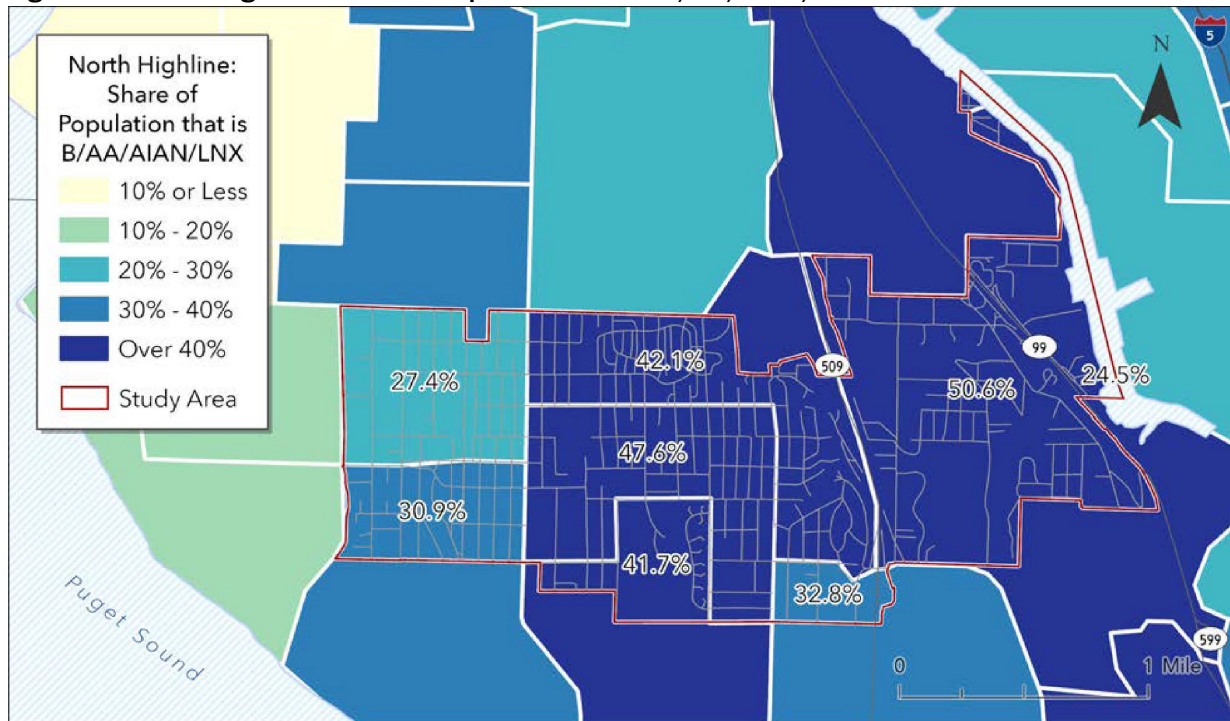 North Highline:
Share of
Population that is
B/AA/AIAN/LNX
10% or Less
10% - 20%
20% - 30%
30% - 40%
Over 40%
Study Area
5
N
99
509
42.1%
27.4%
50.6%
24.5%
47.6%
30.9%
41.7%
32.8%
Puget Sound
599
0
1 Mile